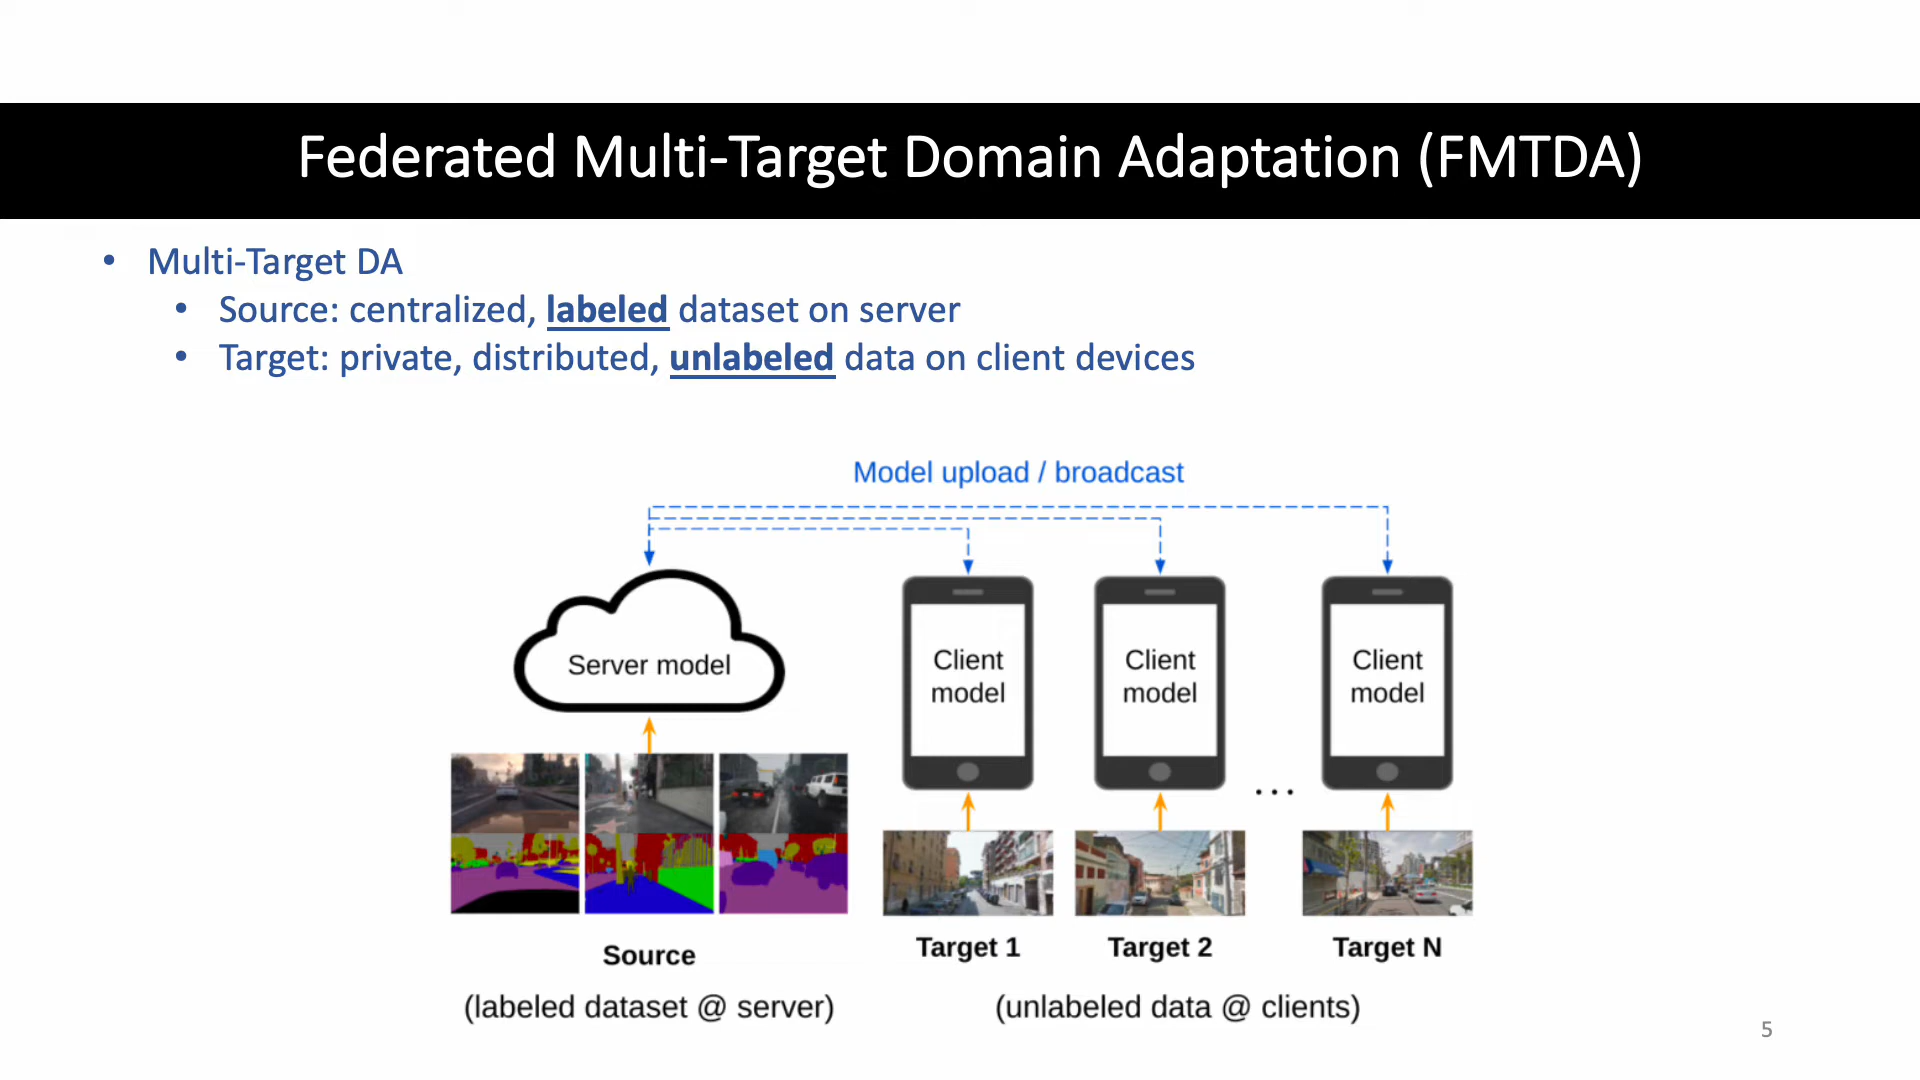 Federated Multi-Target Domain Adaptation (FMTDA)
• Multi-Target DA
• Source: centralized, labeled dataset on server
• Target: private, distributed, unlabeled data on client devices
Model upload / broadcast
Server model
Client
model
Client
model
Client
model
...
Source
(labeled dataset @ server)
Target 1
Target 2
Target N
(unlabeled data @ clients)
5